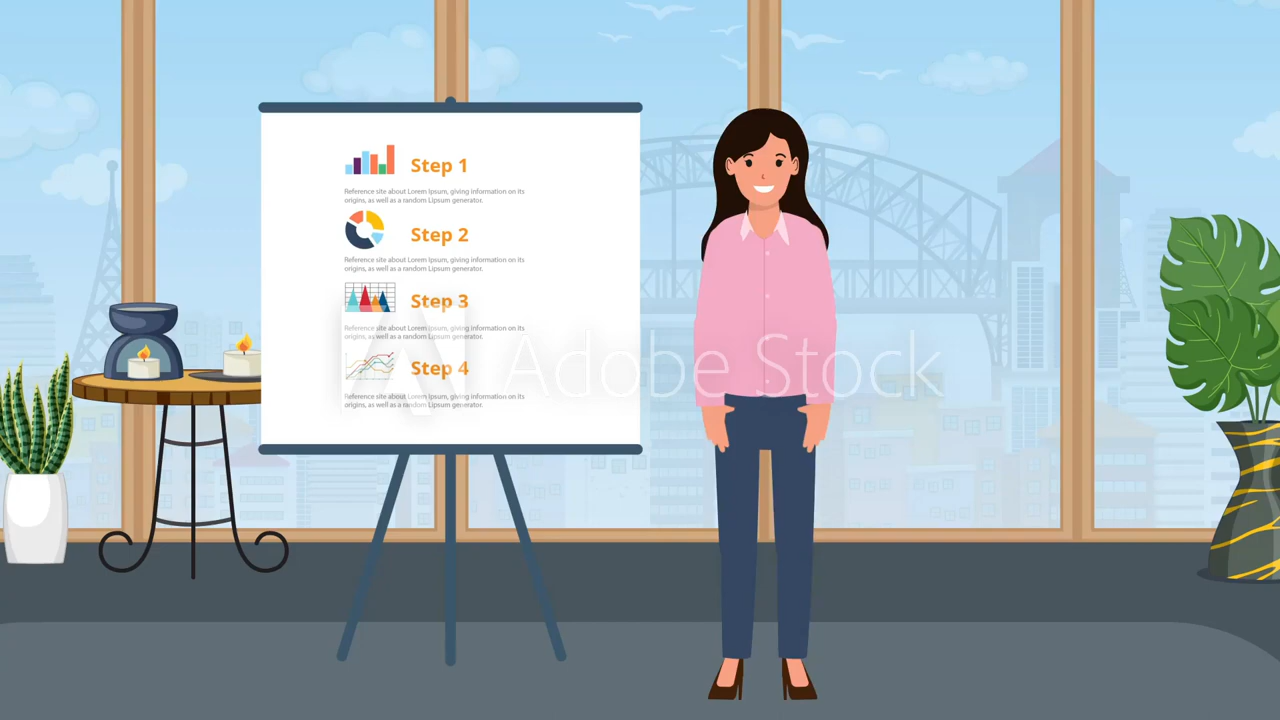 Step 1
Reference site about Lorem Ipsum, giving information on its
origins, as well as a random Lipsum generator.
Step 2
Reference site about Lorem Ipsum, giving information on its
origins, as well as a random Lipsum generator.
Step 3
Reference site about Lorem Ipsum, giving information on its
origins, as well as a random Lipsum generator.
Step 4
Reference site about Lorem Ipsum, giving information on its
origins, as well as a random Lipsum generator.
Adobe Stock